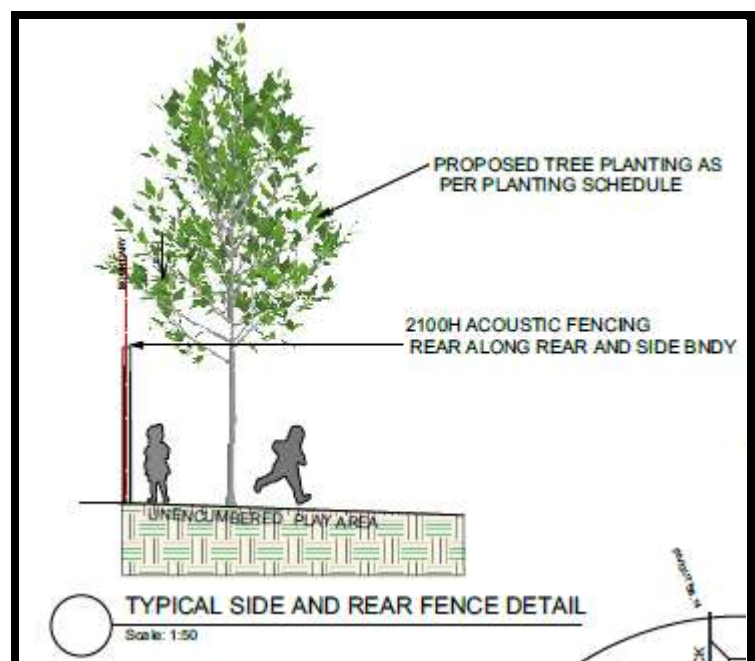 PROPOSED TREE PLANTING AS
PER PLANTING SCHEDULE
BOUNDARY
2100H ACOUSTIC FENCING
REAR ALONG REAR AND SIDE BNDY
UNENCUMBERED PLAY AREA
TYPICAL SIDE AND REAR FENCE DETAIL
Scale: 1:50